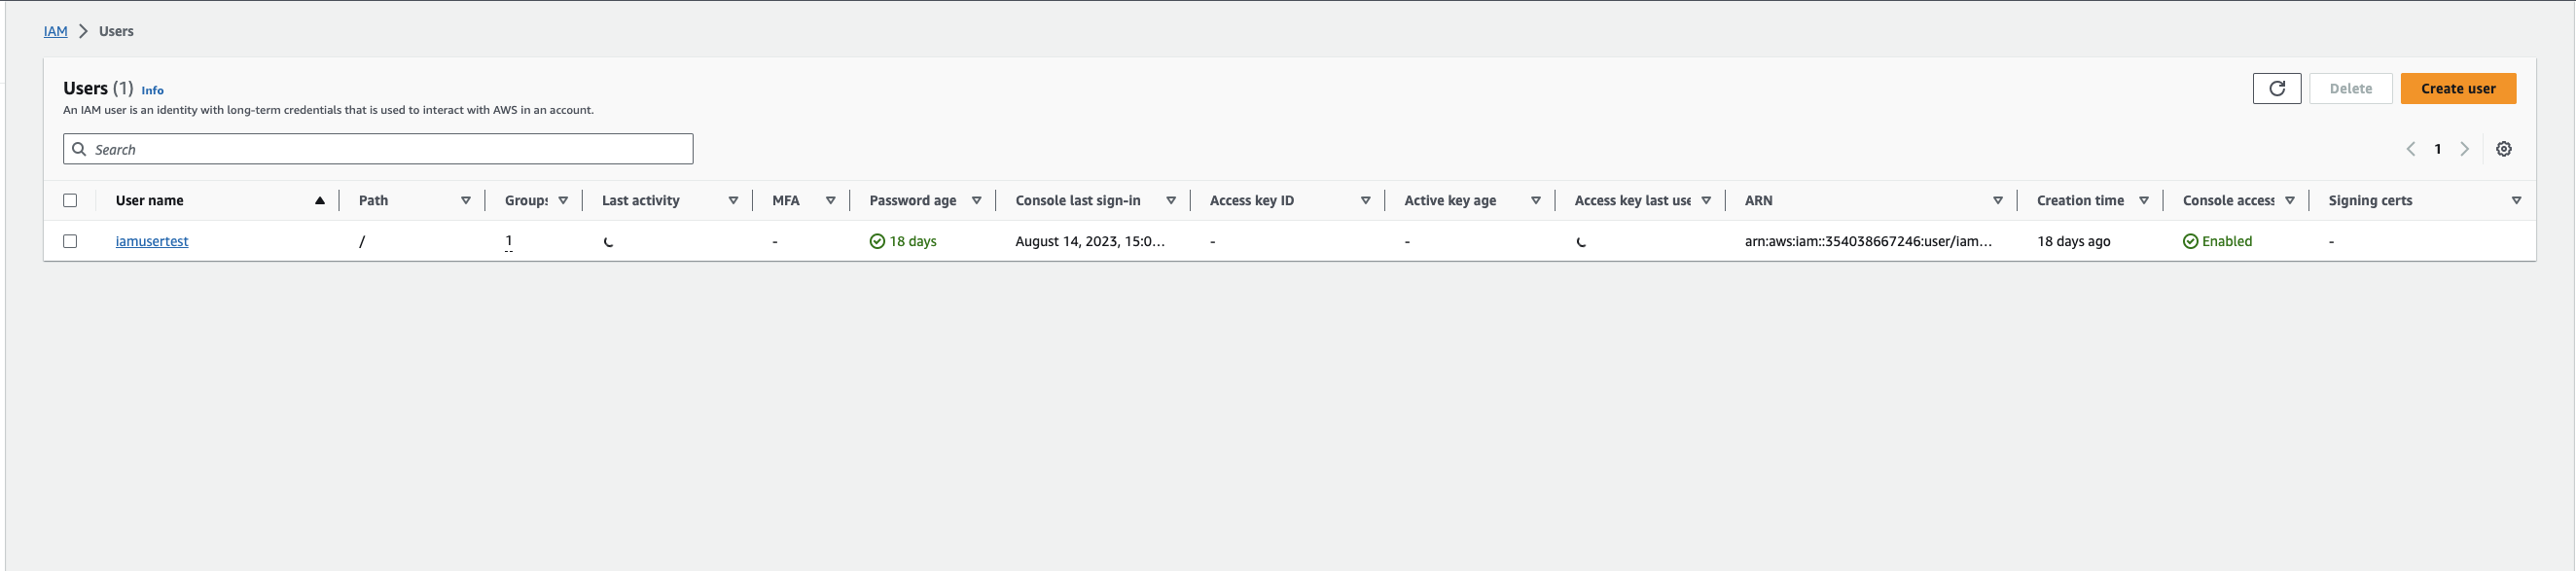 IAM > Users
Users (1) Info
An IAM user is an identity with long-term credentials that is used to interact with AWS in an account.
Delete
Create user
Search
1
User name Path Groups Last activity MFA Password age Console last sign-in Access key ID Active key age Access key last use ARN Creation time Console access Signing certs
iamusertest / 1 - 18 days August 14, 2023, 15:0... - - arn:aws:iam::354038667246:user/iam... 18 days ago Enabled -